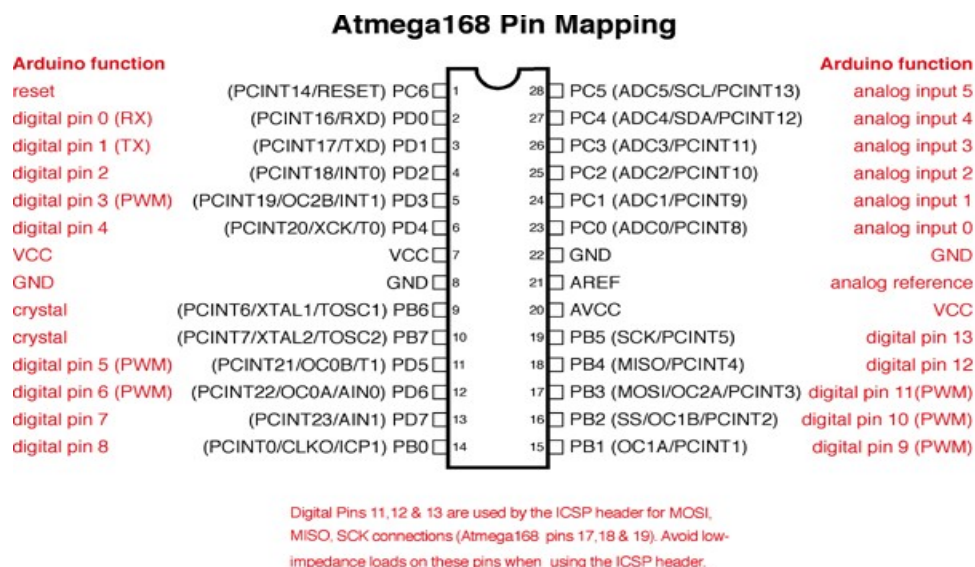 Atmega168 Pin Mapping
Arduino function Arduino function
reset (PCINT14/RESET) PC6 1 28 PC5 (ADC5/SCL/PCINT13) analog input 5
digital pin 0 (RX) (PCINT16/RXD) PD0 2 27 PC4 (ADC4/SDA/PCINT12) analog input 4
digital pin 1 (TX) (PCINT17/TXD) PD1 3 26 PC3 (ADC3/PCINT11) analog input 3
digital pin 2 (PCINT18/INT0) PD2 4 25 PC2 (ADC2/PCINT10) analog input 2
digital pin 3 (PWM) (PCINT19/OC2B/INT1) PD3 5 24 PC1 (ADC1/PCINT9) analog input 1
digital pin 4 (PCINT20/XCK/T0) PD4 6 23 PC0 (ADC0/PCINT8) analog input 0
VCC VCC 7 22 GND GND
GND GND 8 21 AREF analog reference
crystal (PCINT6/XTAL1/TOSC1) PB6 9 20 AVCC VCC
crystal (PCINT7/XTAL2/TOSC2) PB7 10 19 PB5 (SCK/PCINT5) digital pin 13
digital pin 5 (PWM) (PCINT21/OC0B/T1) PD5 11 18 PB4 (MISO/PCINT4) digital pin 12
digital pin 6 (PWM) (PCINT22/OC0A/AIN0) PD6 12 17 PB3 (MOSI/OC2A/PCINT3) digital pin 11(PWM)
digital pin 7 (PCINT23/AIN1) PD7 13 16 PB2 (SS/OC1B/PCINT2) digital pin 10 (PWM)
digital pin 8 (PCINT0/CLKO/ICP1) PB0 14 15 PB1 (OC1A/PCINT1) digital pin 9 (PWM)
Digital Pins 11,12 & 13 are used by the ICSP header for MOSI,
MISO, SCK connections (Atmega168 pins 17,18 & 19). Avoid low-
impedance loads on these pins when using the ICSP header.